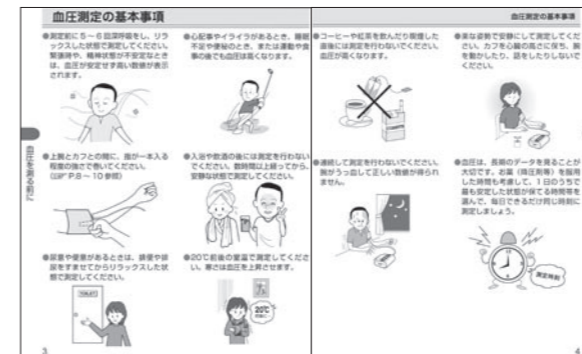 血圧測定の基本事項
●測定前に5～6回深呼吸をし、リラ
ックスした状態で測定してください。
緊張時や、精神状態が不安定なとき
は、血圧が安定せず高い数値が表示
されます。
●上腕とカフとの間に、指が一本入る
程度の強さで巻いてください。
(☞P.8～10参照)
●尿意や便意があるときは、排便や排
尿をすませてからリラックスした状
態で測定してください。
TOILET
●心配事やイライラがあるとき、睡眠
不足や便秘のとき、または運動や食
事の後でも血圧は高くなります。
●入浴や飲酒の後には測定を行わない
でください。数時間以上経ってから、
安静な状態で測定してください。
●20℃前後の室温で測定してくださ
い。寒さは血圧を上昇させます。
20℃
血圧を測る前に
3
血圧測定の基本事項
●コーヒーや紅茶を飲んだり喫煙した
直後には測定を行わないでください。
血圧が高くなります。
●連続して測定を行わないでください。
腕がうっ血して正しい数値が得られ
ません。
●楽な姿勢で安静にして測定してくだ
さい。カフを心臓の高さに保ち、腕
を動かしたり、話をしたりしないで
ください。
●血圧は、長期のデータを見ることが
大切です。お薬（降圧剤等）を服用
した時間も考慮して、1日のうちで
最も安定した状態が保てる時間帯を
選んで、毎日できるだけ同じ時刻に
測定しましょう。
測定時刻
4